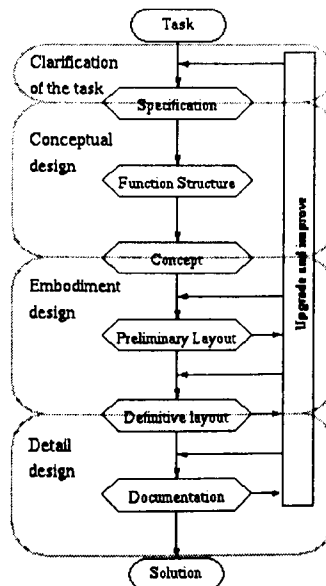 Task
Clarification
of the task
Specification
Conceptual
design
Function Structure
Concept
Embodiment
design
Preliminary Layout
Definitive layout
Detail
design
Documentation
Solution
Upgrade and improve